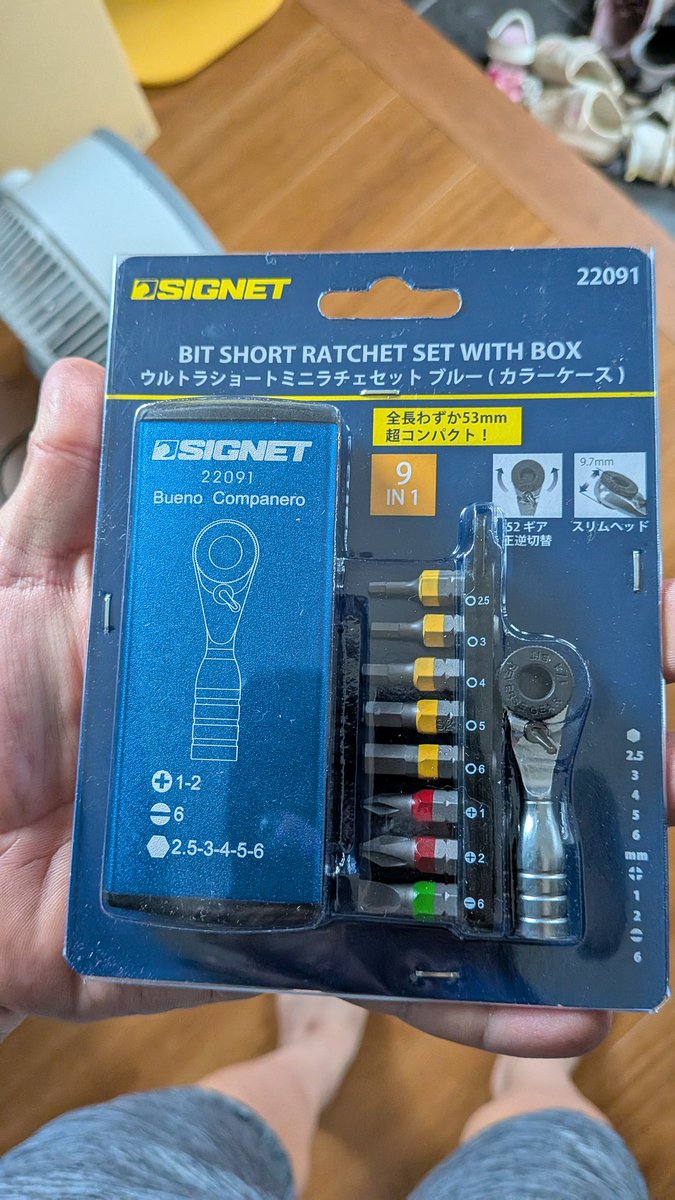 SIGNET
22091
BIT SHORT RATCHET SET WITH BOX
ウルトラショートミニラチェセット ブルー ( カラーケース )
全長わずか53mm
超コンパクト！
9
IN 1
52 ギア
正逆切替
9.7mm
スリムヘッド
SIGNET
22091
Bueno Companero
1-2
6
2.5-3-4-5-6
2.5
3
4
5
6
1
2
6
2.5
3
4
5
6
mm
1
2
6